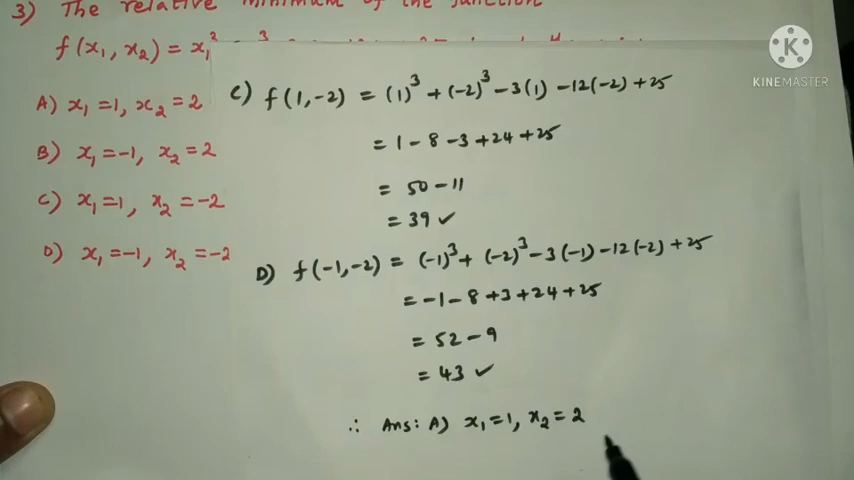 3) The relative minimum of the function
f(x₁, x₂) = x₁³
A) x₁ = 1, x₂ = 2
B) x₁ = -1, x₂ = 2
C) x₁ = 1, x₂ = -2
D) x₁ = -1, x₂ = -2
KINEMASTER
C) f(1, -2) = (1)³ + (-2)³ - 3(1) - 12(-2) + 25
= 1 - 8 - 3 + 24 + 25
= 50 - 11
= 39 ✓
D) f(-1, -2) = (-1)³ + (-2)³ - 3(-1) - 12(-2) + 25
= -1 - 8 + 3 + 24 + 25
= 52 - 9
= 43 ✓
∴ Ans: A) x₁ = 1, x₂ = 2